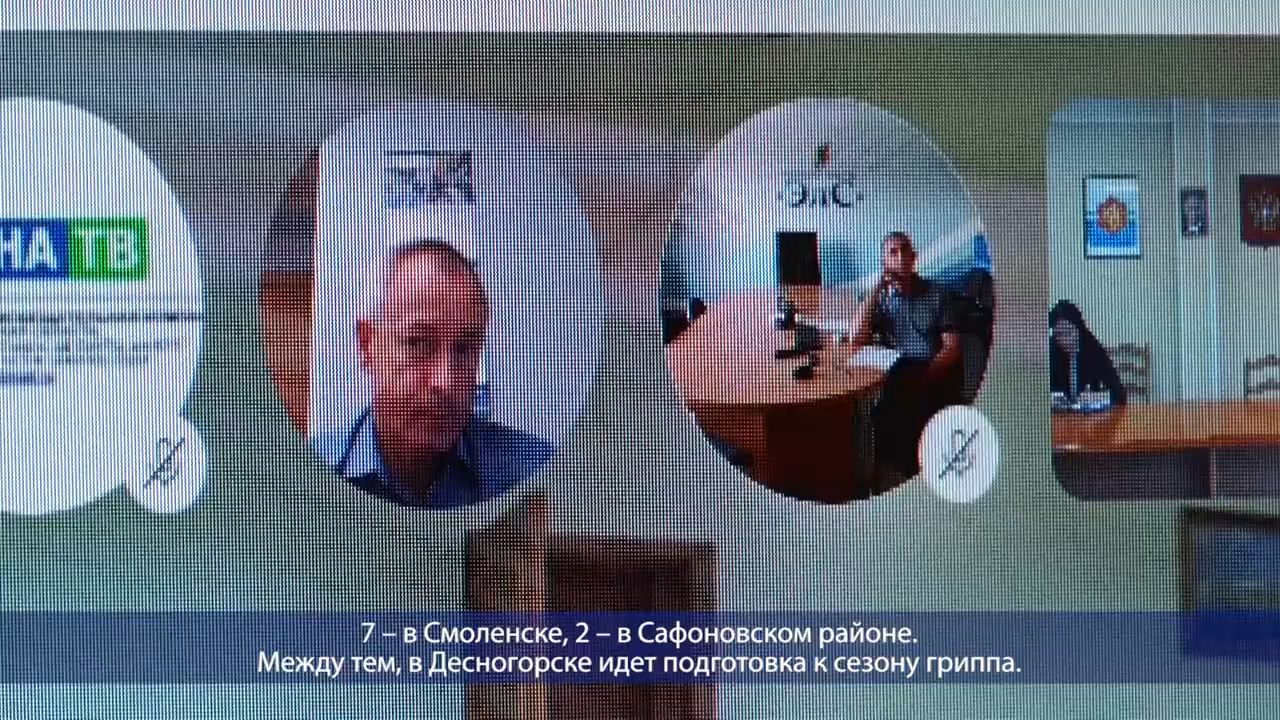 НА ТВ
ЭЛС
7 – в Смоленске, 2 – в Сафоновском районе.
Между тем, в Десногорске идет подготовка к сезону гриппа.